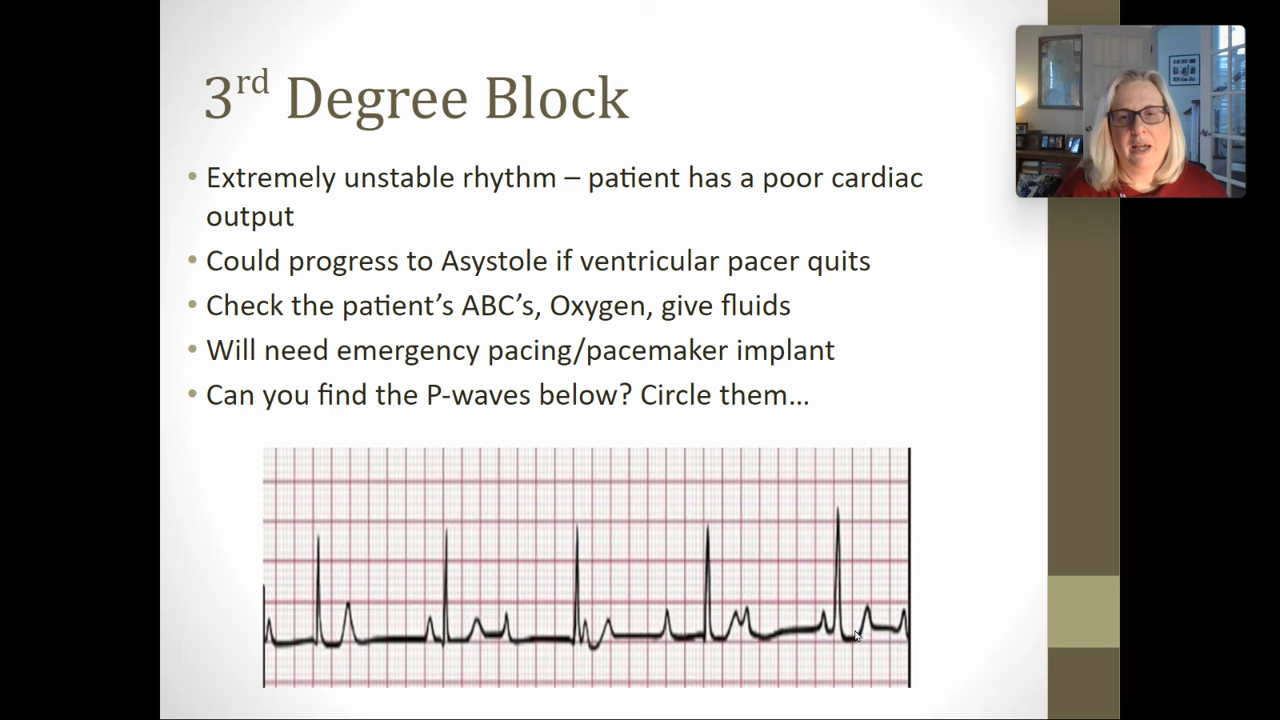 3rd Degree Block
• Extremely unstable rhythm – patient has a poor cardiac
output
• Could progress to Asystole if ventricular pacer quits
• Check the patient’s ABC’s, Oxygen, give fluids
• Will need emergency pacing/pacemaker implant
• Can you find the P-waves below? Circle them…